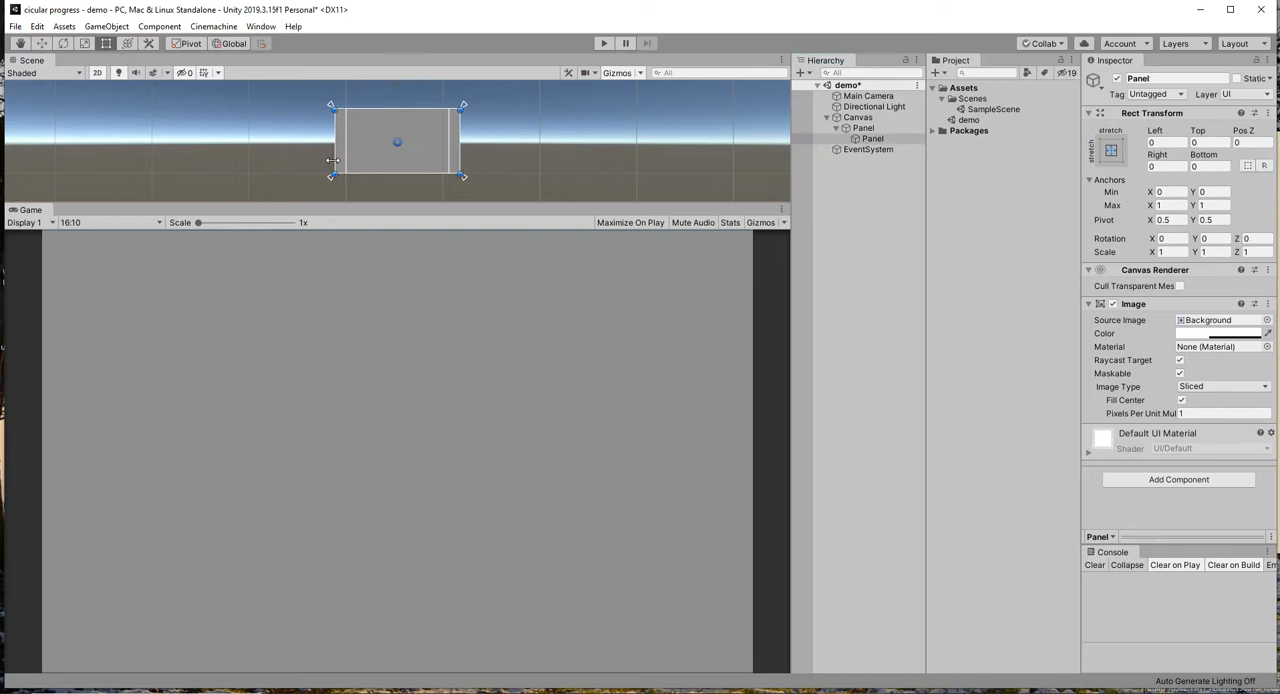 cicular progress - demo - PC, Mac & Linux Standalone - Unity 2019.3.15f1 Personal* <DX11>
File Edit Assets GameObject Component Cinemachine Window Help
Pivot Global Collab Account Layers Layout
Scene
Shaded 2D 0 Gizmos All
Game
Display 1 16:10 Scale 1x Maximize On Play Mute Audio Stats Gizmos
Hierarchy
All
demo*
Main Camera
Directional Light
Canvas
Panel
Panel
EventSystem
Project
19
Assets
Scenes
SampleScene
demo
Packages
Inspector
Panel Static
Tag Untagged Layer UI
Rect Transform
stretch Left Top Pos Z
stretch 0 0 0
Right Bottom
0 0 R
Anchors
Min X 0 Y 0
Max X 1 Y 1
Pivot X 0.5 Y 0.5
Rotation X 0 Y 0 Z 0
Scale X 1 Y 1 Z 1
Canvas Renderer
Cull Transparent Mes
Image
Source Image Background
Color
Material None (Material)
Raycast Target
Maskable
Image Type Sliced
Fill Center
Pixels Per Unit Mul 1
Default UI Material
Shader UI/Default
Add Component
Panel
Console
Clear Collapse Clear on Play Clear on Build Err
Auto Generate Lighting Off